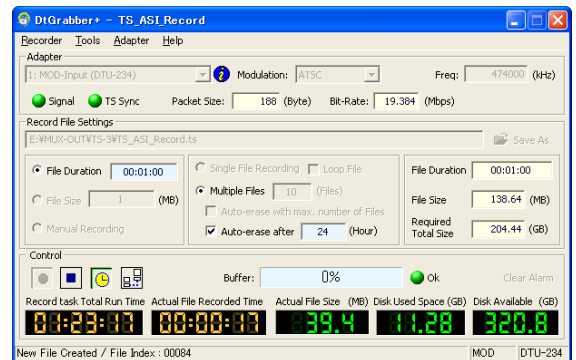 DtGrabber+ - TS_ASI_Record
Recorder Tools Adapter Help
Adapter
1: MOD-Input (DTU-234) Modulation: ATSC Freq: 474000 (kHz)
Signal TS Sync Packet Size: 188 (Byte) Bit-Rate: 19.384 (Mbps)
Record File Settings
E:¥MUX-OUT¥TS-3¥TS_ASI_Record.ts Save As
File Duration 00:01:00 Single File Recording Loop File File Duration 00:01:00
File Size 1 (MB) Multiple Files 10 (Files) File Size 138.64 (MB)
Auto-erase with max. number of Files
Manual Recording Auto-erase after 24 (Hour) Required Total Size 204.44 (GB)
Control
Buffer: 0% Ok Clear Alarm
Record task Total Run Time Actual File Recorded Time Actual File Size (MB) Disk Used Space (GB) Disk Available (GB)
01:23:17 00:00:17 39.4 11.28 320.8
New File Created / File Index : 00084 MOD DTU-234